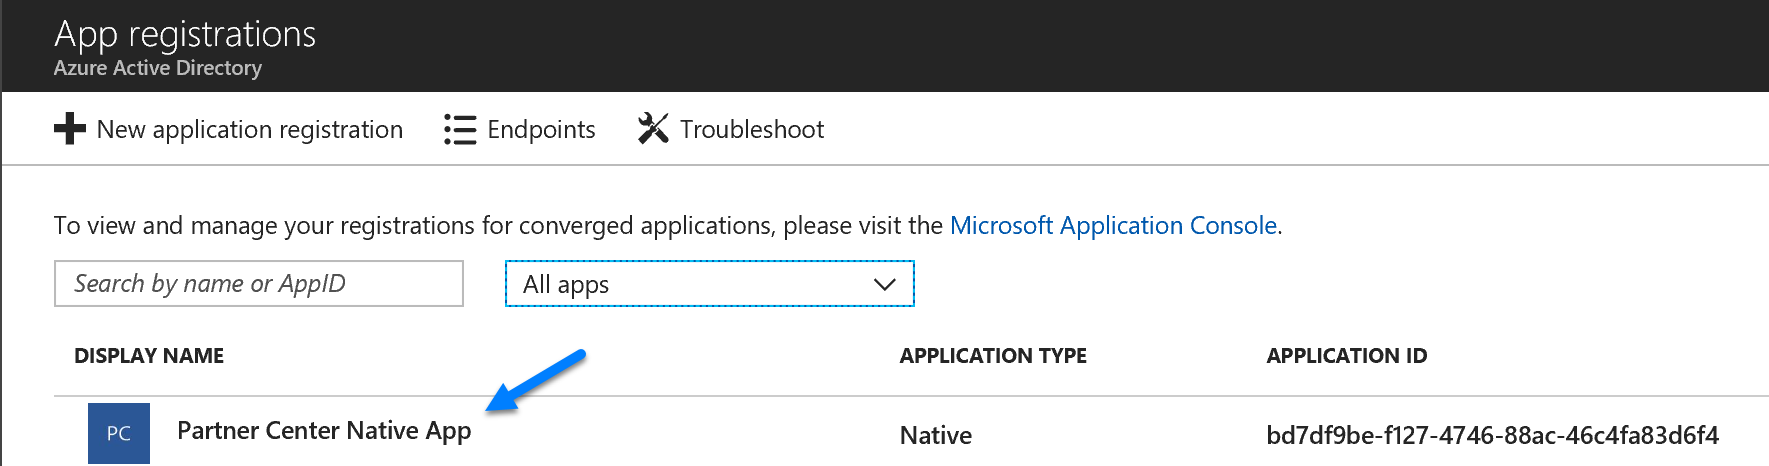 App registrations
Azure Active Directory
New application registration Endpoints Troubleshoot
To view and manage your registrations for converged applications, please visit the Microsoft Application Console.
Search by name or AppID All apps
DISPLAY NAME APPLICATION TYPE APPLICATION ID
PC Partner Center Native App Native bd7df9be-f127-4746-88ac-46c4fa83d6f4